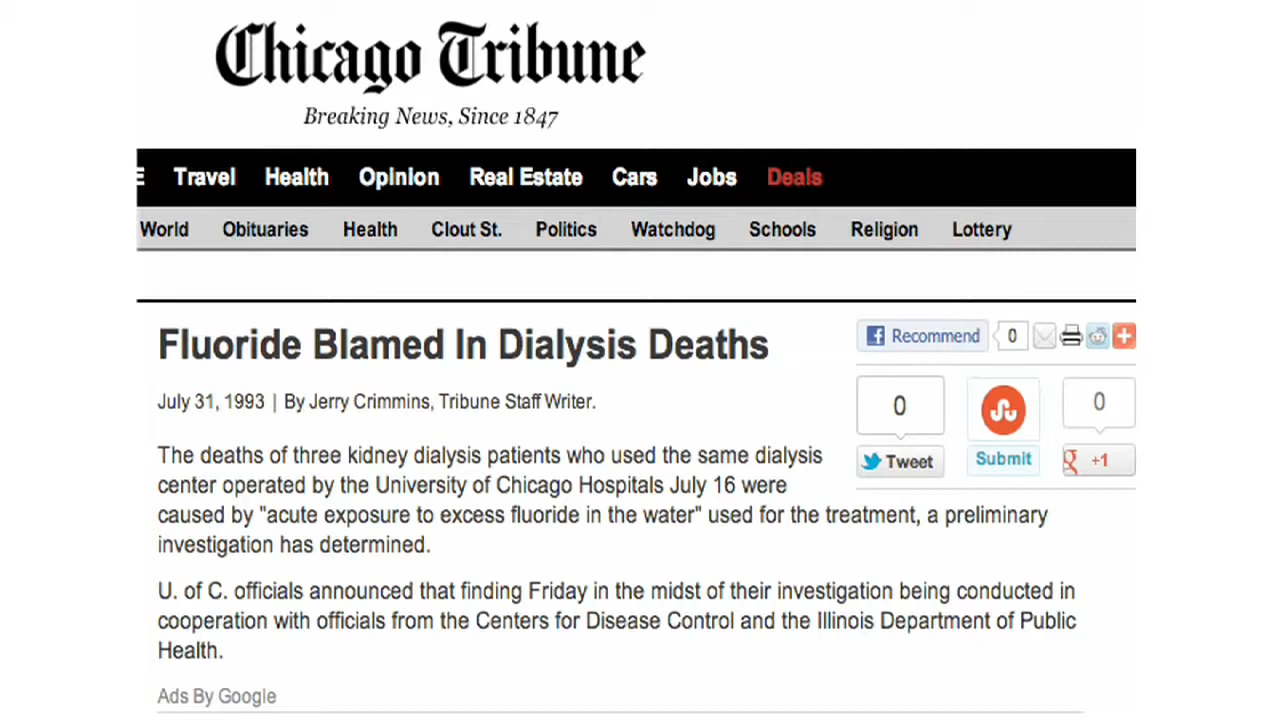 Chicago Tribune
Breaking News, Since 1847
E Travel Health Opinion Real Estate Cars Jobs Deals
World Obituaries Health Clout St. Politics Watchdog Schools Religion Lottery
Fluoride Blamed In Dialysis Deaths
Recommend 0
July 31, 1993 | By Jerry Crimmins, Tribune Staff Writer.
0 0
Tweet Submit +1
The deaths of three kidney dialysis patients who used the same dialysis
center operated by the University of Chicago Hospitals July 16 were
caused by "acute exposure to excess fluoride in the water" used for the treatment, a preliminary
investigation has determined.
U. of C. officials announced that finding Friday in the midst of their investigation being conducted in
cooperation with officials from the Centers for Disease Control and the Illinois Department of Public
Health.
Ads By Google